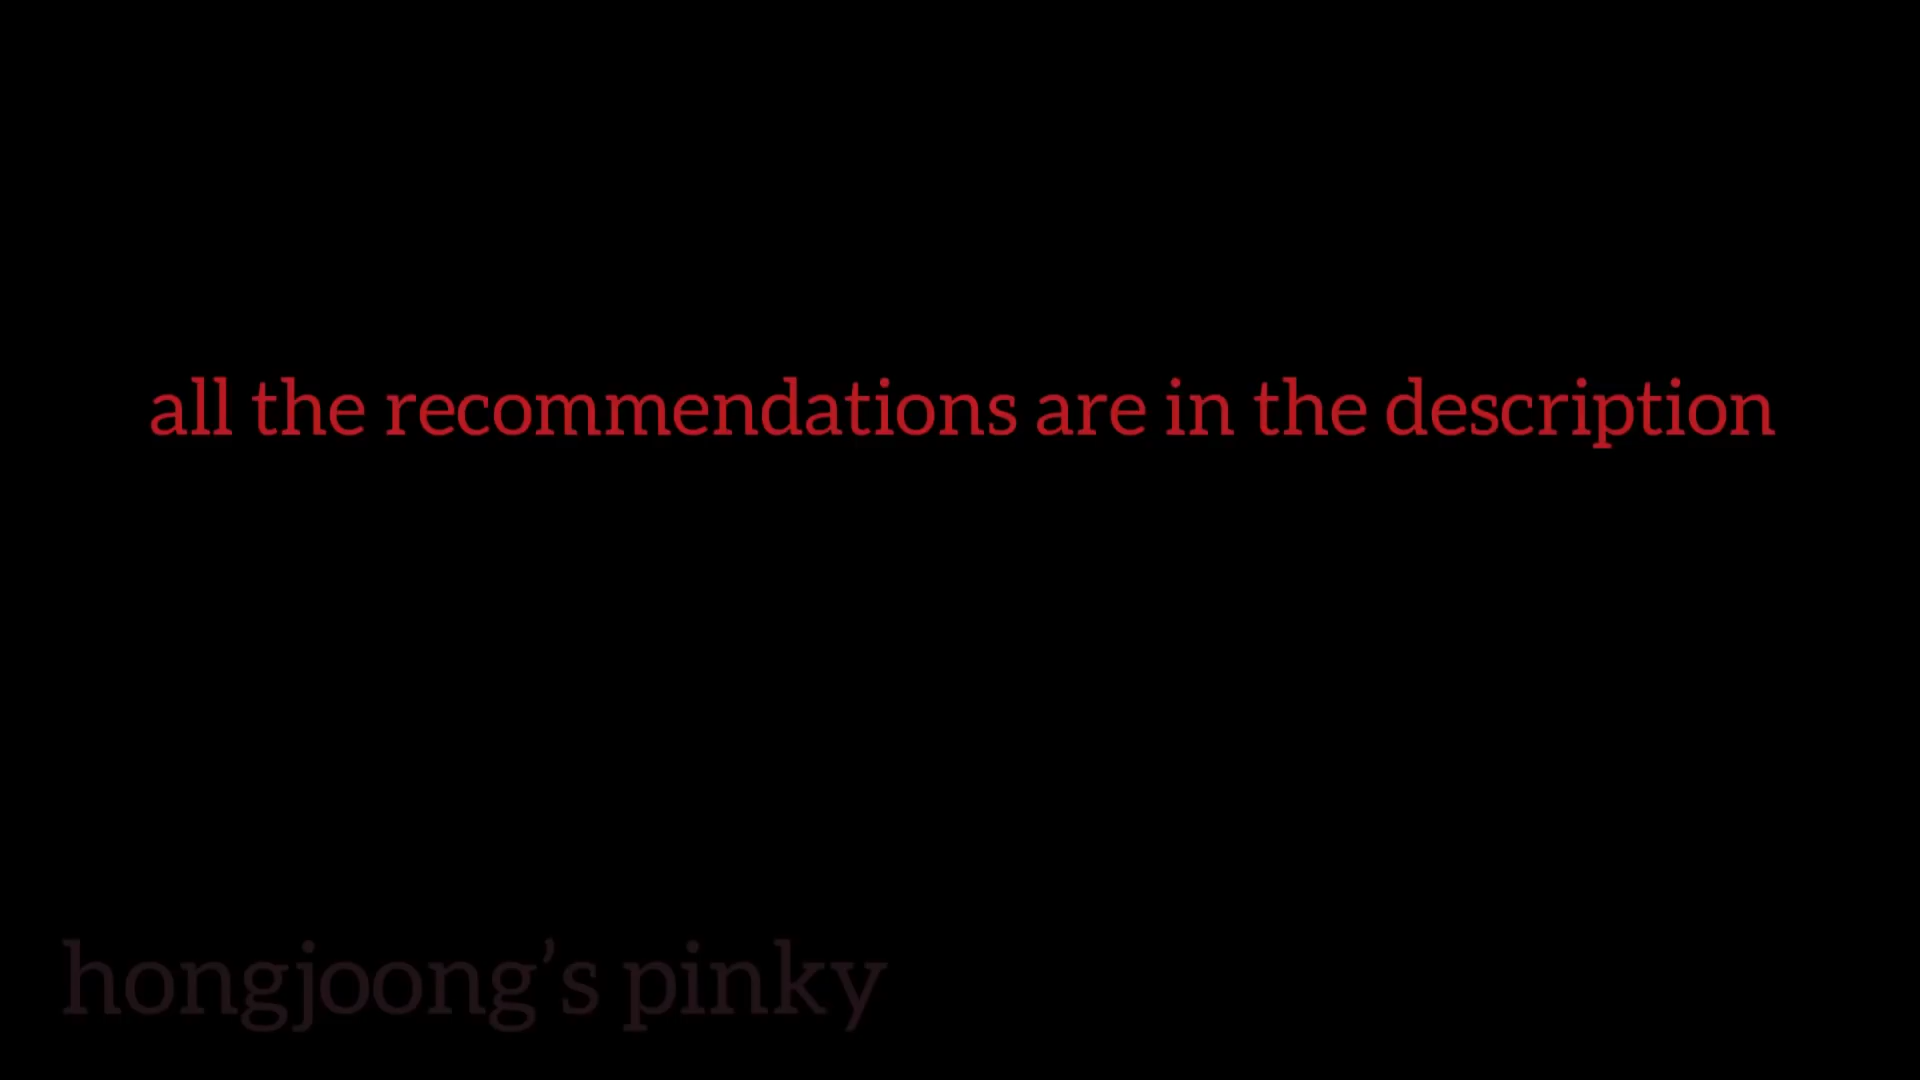 all the recommendations are in the description
hongjoong’s pinky